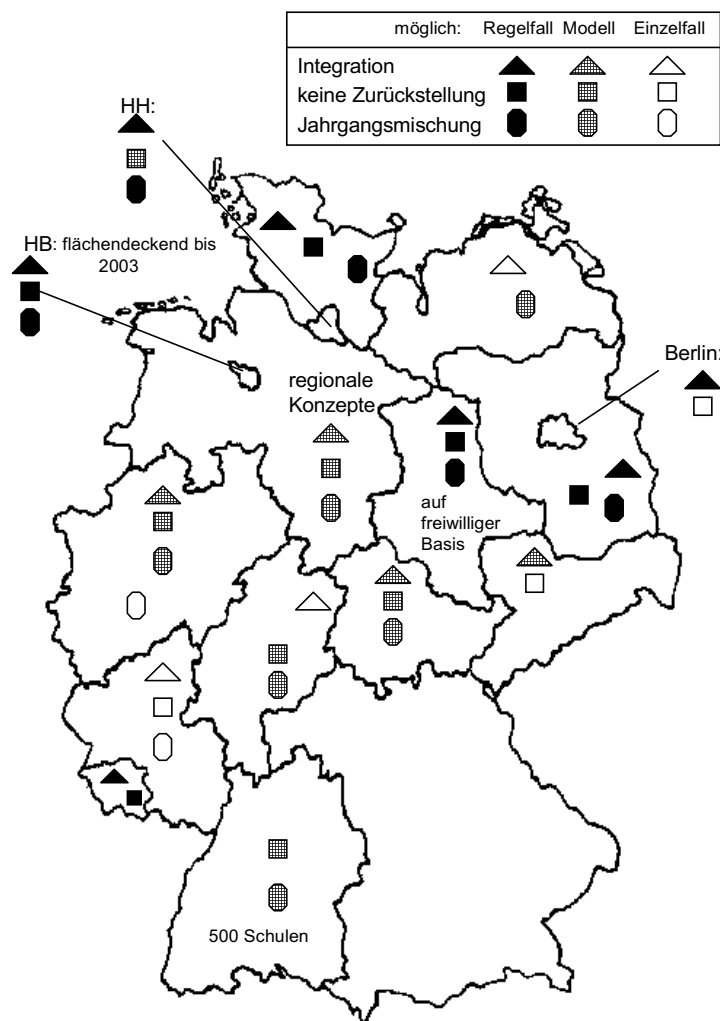 möglich: Regelfall Modell Einzelfall
Integration
keine Zurückstellung
Jahrgangsmischung
HH:
HB: flächendeckend bis
2003
Berlin:
regionale
Konzepte
auf
freiwilliger
Basis
500 Schulen